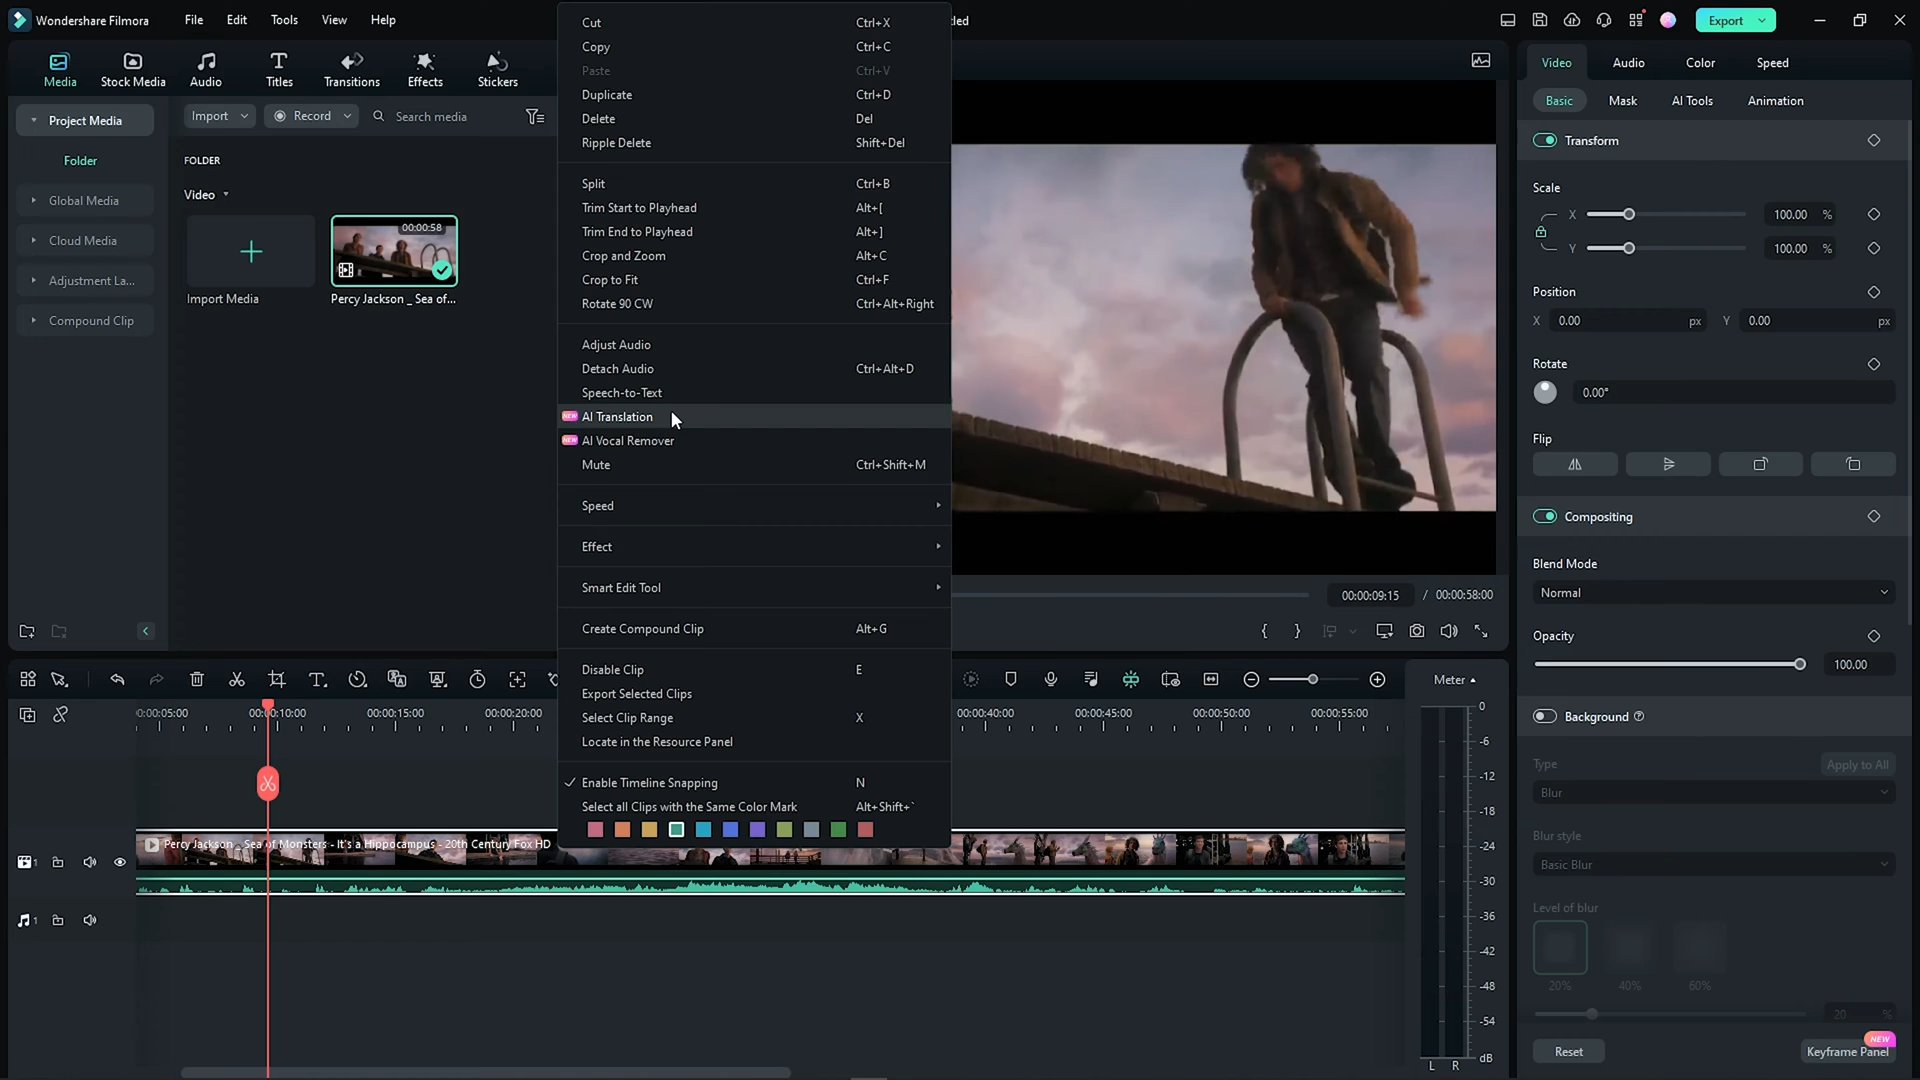 Wondershare Filmora
File
Edit
Tools
View
Help
led
Export
Media
Stock Media
Audio
Titles
Transitions
Effects
Stickers
Project Media
Folder
Global Media
Cloud Media
Adjustment La...
Compound Clip
Import
Record
Search media
FOLDER
Video
Import Media
00:00:58
Percy Jackson _ Sea of...
Cut Ctrl+X
Copy Ctrl+C
Paste Ctrl+V
Duplicate Ctrl+D
Delete Del
Ripple Delete Shift+Del
Split Ctrl+B
Trim Start to Playhead Alt+[
Trim End to Playhead Alt+]
Crop and Zoom Alt+C
Crop to Fit Ctrl+F
Rotate 90 CW Ctrl+Alt+Right
Adjust Audio
Detach Audio Ctrl+Alt+D
Speech-to-Text
NEW AI Translation
NEW AI Vocal Remover
Mute Ctrl+Shift+M
Speed
Effect
Smart Edit Tool
Create Compound Clip Alt+G
Disable Clip E
Export Selected Clips
Select Clip Range X
Locate in the Resource Panel
Enable Timeline Snapping N
Select all Clips with the Same Color Mark Alt+Shift+`
00:00:09:15 / 00:00:58:00
Video
Audio
Color
Speed
Basic
Mask
AI Tools
Animation
Transform
Scale
X 100.00 %
Y 100.00 %
Position
X 0.00 px Y 0.00 px
Rotate
0.00°
Flip
Compositing
Blend Mode
Normal
Opacity
100.00
Background
Type
Apply to All
Blur
Blur style
Basic Blur
Level of blur
20% 40% 60%
20 %
Reset
NEW
Keyframe Panel
Meter
00:00:05:00 00:00:10:00 00:00:15:00 00:00:20:00 00:00:40:00 00:00:45:00 00:00:50:00 00:00:55:00
Percy Jackson _ Sea of Monsters - It's a Hippocampus - 20th Century Fox HD
1
1
0
-6
-12
-18
-24
-30
-36
-42
-48
-54
dB
L R